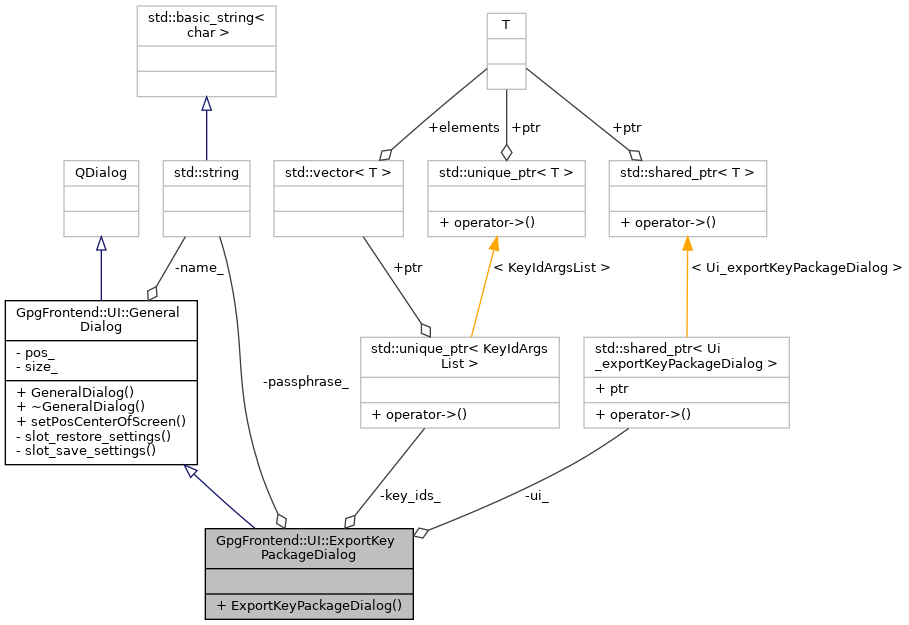 std::basic_string<
char >
T
+elements
+ptr
+ptr
QDialog
std::string
std::vector< T >
std::unique_ptr< T >
+ operator->()
std::shared_ptr< T >
+ operator->()
-name_
+ptr
< KeyIdArgsList >
< Ui_exportKeyPackageDialog >
GpgFrontend::UI::General
Dialog
- pos_
- size_
+ GeneralDialog()
+ ~GeneralDialog()
+ setPosCenterOfScreen()
- slot_restore_settings()
- slot_save_settings()
-passphrase_
std::unique_ptr< KeyIdArgs
List >
+ operator->()
std::shared_ptr< Ui
_exportKeyPackageDialog >
+ ptr
+ operator->()
-key_ids_
-ui_
GpgFrontend::UI::ExportKey
PackageDialog
+ ExportKeyPackageDialog()